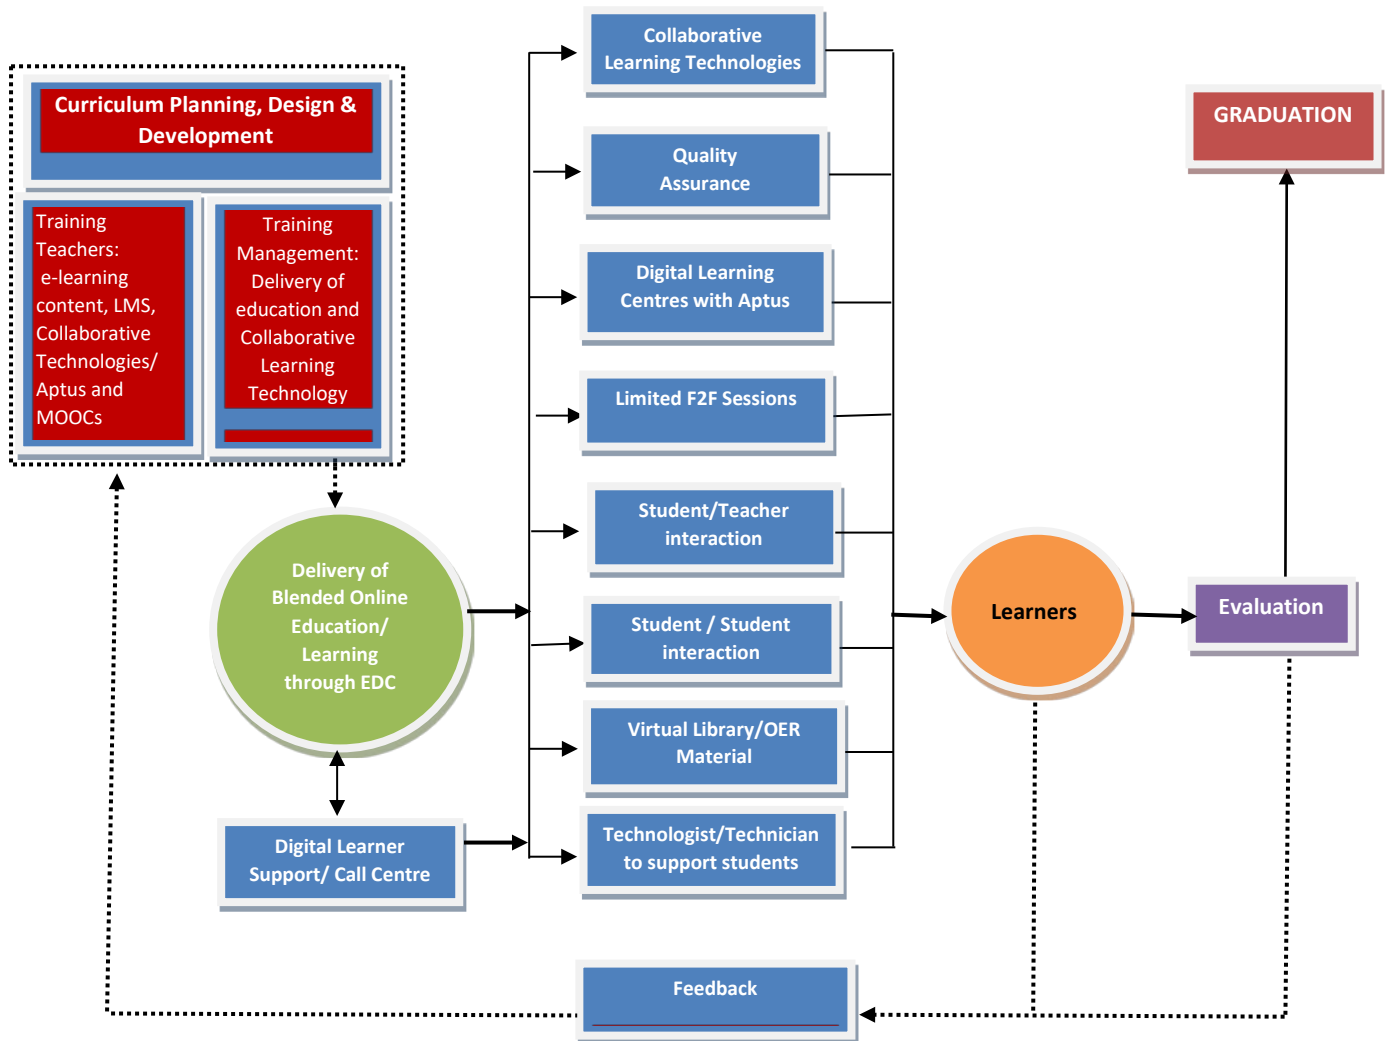 Curriculum Planning, Design &
Development
Training
Teachers:
e-learning
content, LMS,
Collaborative
Technologies/
Aptus and
MOOCs
Training
Management:
Delivery of
education and
Collaborative
Learning
Technology
Delivery of
Blended Online
Education/
Learning
through EDC
Digital Learner
Support/ Call Centre
Collaborative
Learning Technologies
Quality
Assurance
Digital Learning
Centres with Aptus
Limited F2F Sessions
Student/Teacher
interaction
Student / Student
interaction
Virtual Library/OER
Material
Technologist/Technician
to support students
Feedback
Learners
Evaluation
GRADUATION